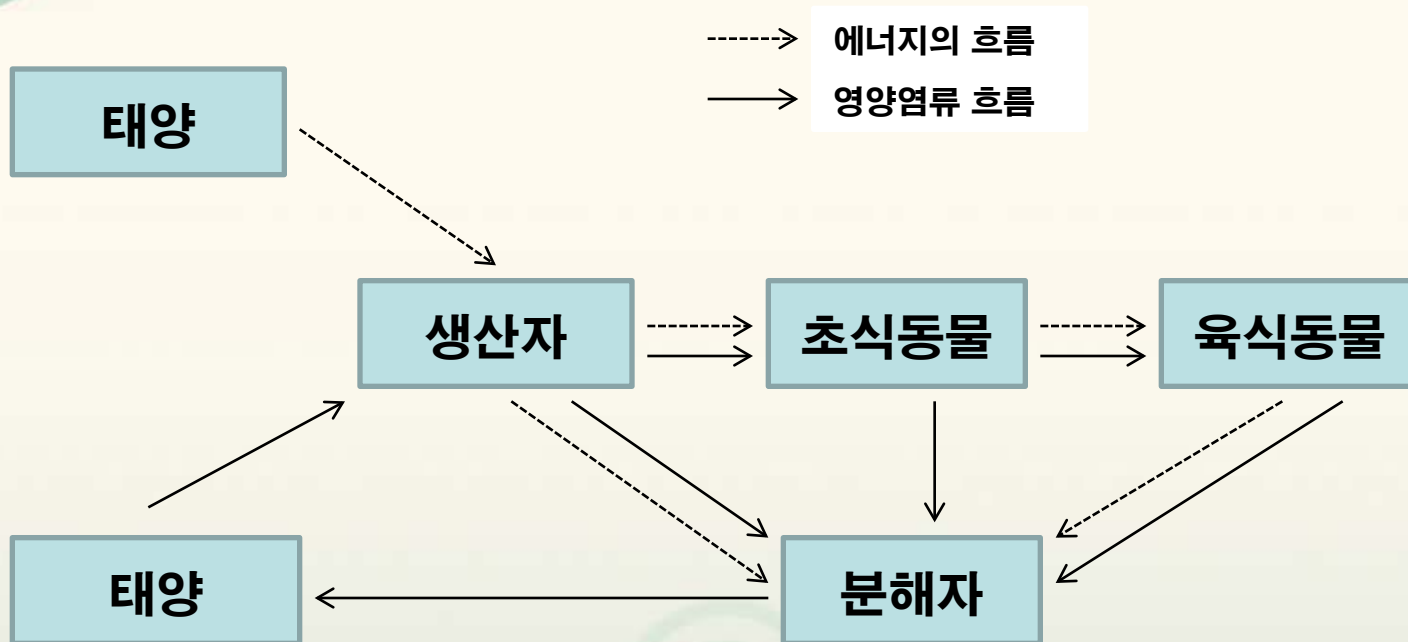 에너지의 흐름
영양염류 흐름
태양
생산자
초식동물
육식동물
태양
분해자